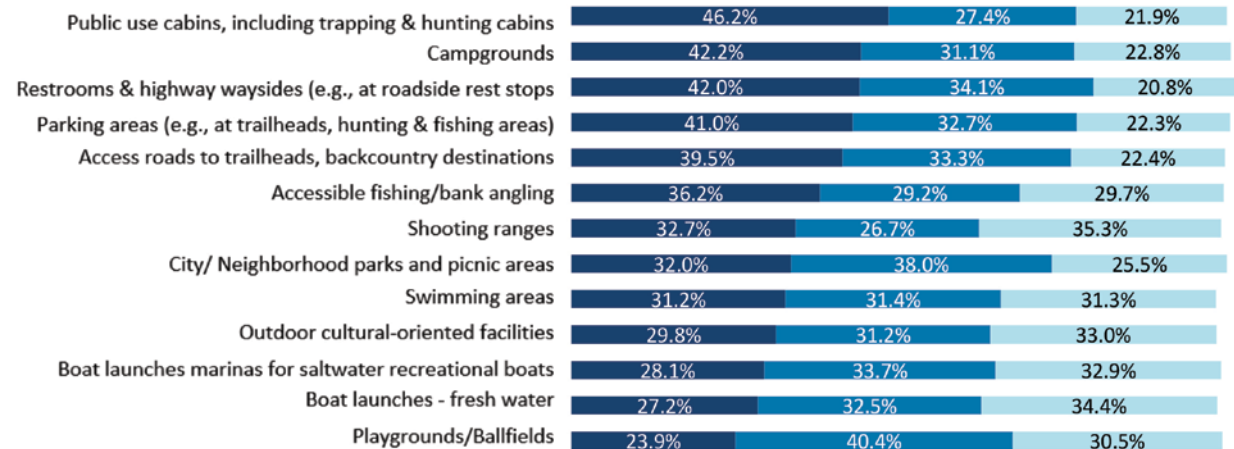 Public use cabins, including trapping & hunting cabins 46.2% 27.4% 21.9%
Campgrounds 42.2% 31.1% 22.8%
Restrooms & highway waysides (e.g., at roadside rest stops 42.0% 34.1% 20.8%
Parking areas (e.g., at trailheads, hunting & fishing areas) 41.0% 32.7% 22.3%
Access roads to trailheads, backcountry destinations 39.5% 33.3% 22.4%
Accessible fishing/bank angling 36.2% 29.2% 29.7%
Shooting ranges 32.7% 26.7% 35.3%
City/ Neighborhood parks and picnic areas 32.0% 38.0% 25.5%
Swimming areas 31.2% 31.4% 31.3%
Outdoor cultural-oriented facilities 29.8% 31.2% 33.0%
Boat launches marinas for saltwater recreational boats 28.1% 33.7% 32.9%
Boat launches - fresh water 27.2% 32.5% 34.4%
Playgrounds/Ballfields 23.9% 40.4% 30.5%